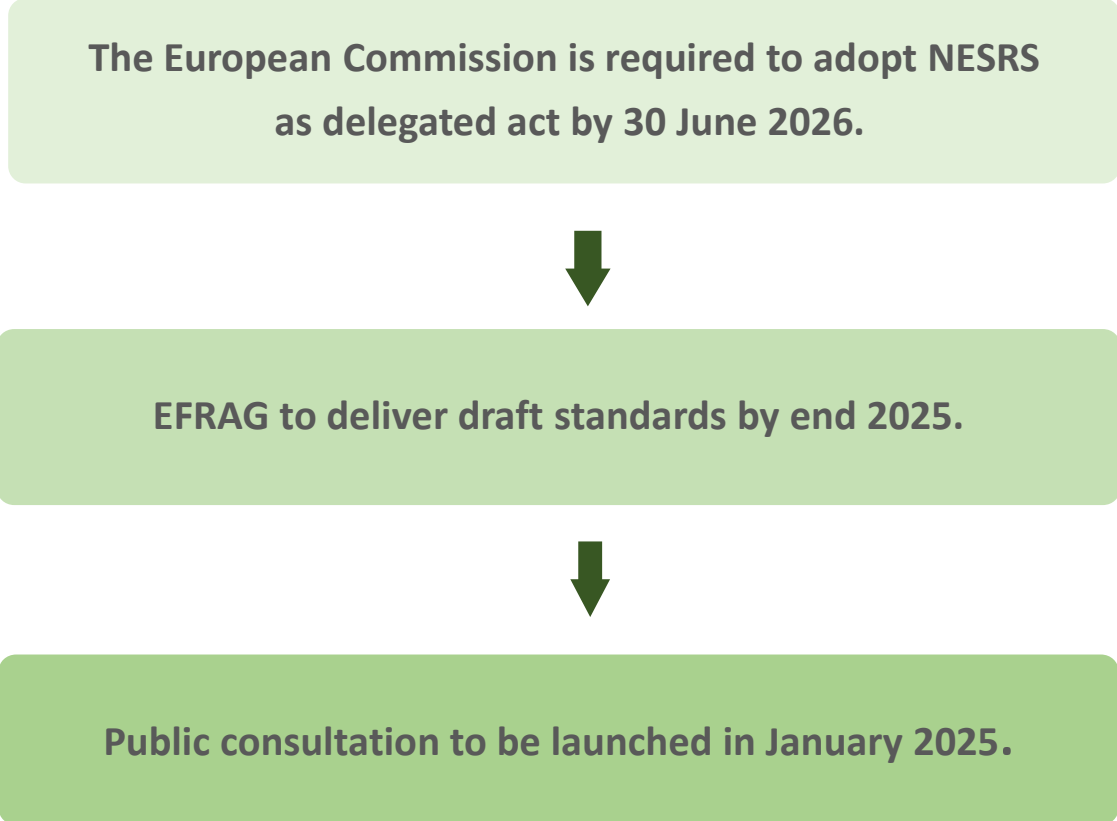 The European Commission is required to adopt NESRS
as delegated act by 30 June 2026.
EFRAG to deliver draft standards by end 2025.
Public consultation to be launched in January 2025.